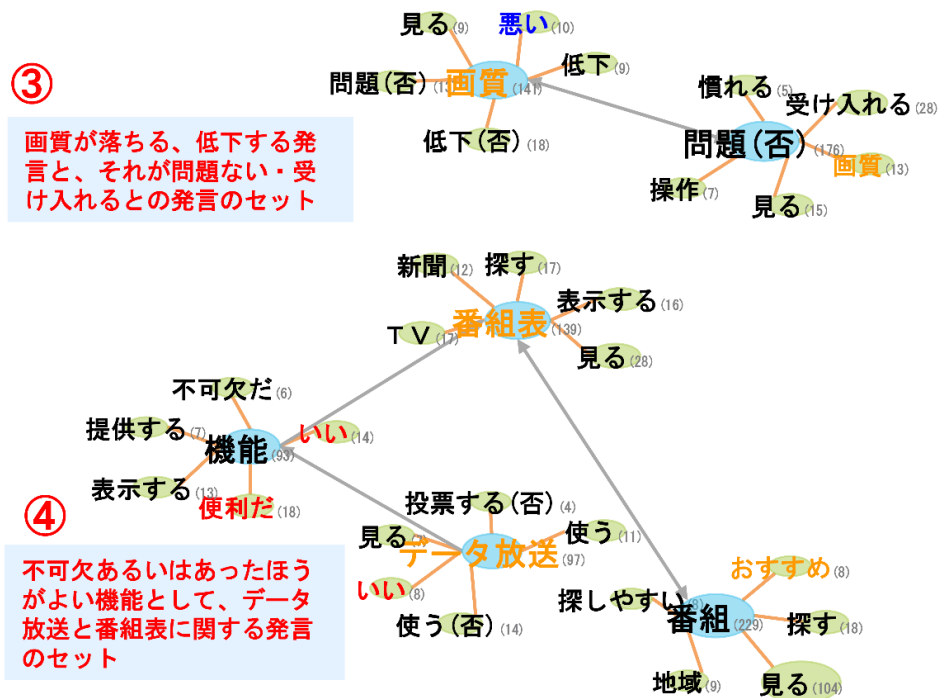 ③
画質が落ちる、低下する発
言と、それが問題ない・受
け入れるとの発言のセット
見る(9)
悪い(10)
低下(9)
問題(否)(13)
画質(141)
低下(否)(18)
慣れる(5)
受け入れる(28)
問題(否)(176)
画質(13)
操作(7)
見る(15)
新聞(12)
探す(17)
表示する(16)
番組表(139)
ＴＶ(17)
見る(28)
不可欠だ(6)
提供する(7)
いい(14)
機能(93)
表示する(13)
便利だ(18)
④
不可欠あるいはあったほう
がよい機能として、データ
放送と番組表に関する発言
のセット
投票する(否)(4)
見る(7)
使う(11)
データ放送(97)
いい(8)
使う(否)(14)
おすすめ(8)
探しやすい(8)
番組(229)
探す(18)
地域(9)
見る(104)